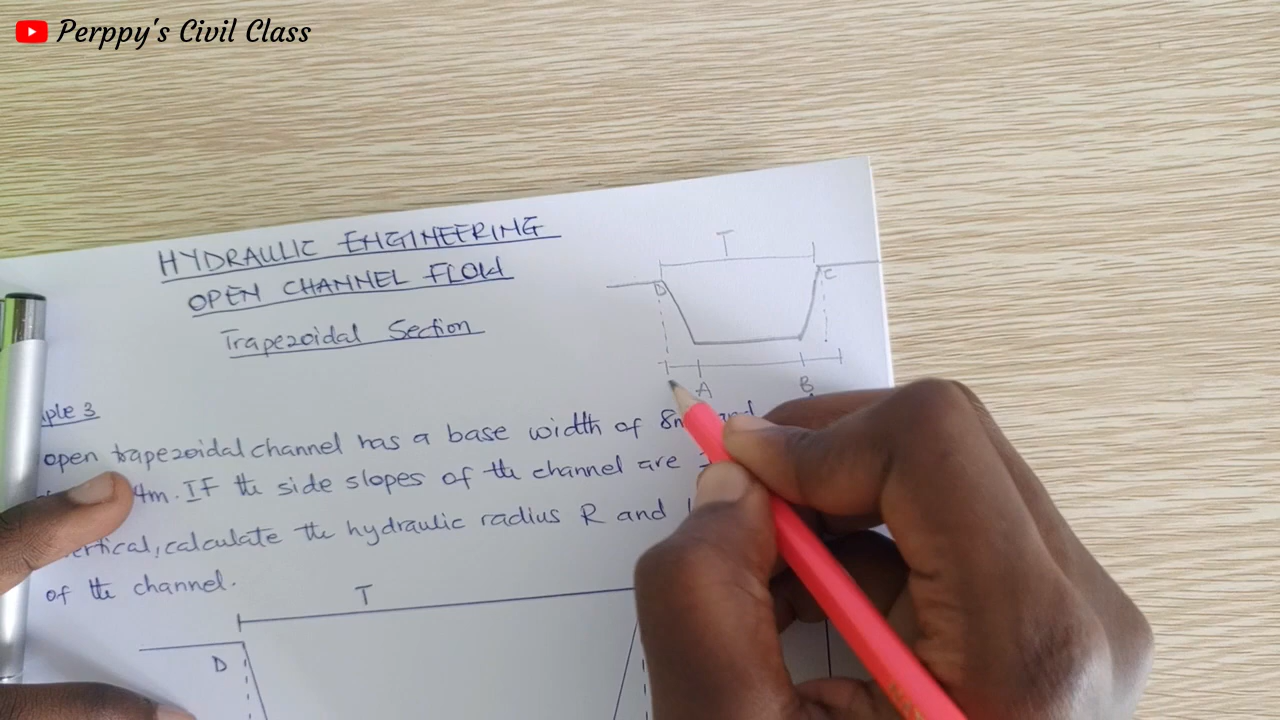 Perppy's Civil Class
HYDRAULIC ENGINEERING
OPEN CHANNEL FLOW
Trapezoidal Section
T
D
C
A
B
ple 3
open trapezoidal channel has a base width of 8m and
4m. If the side slopes of the channel are
vertical, calculate the hydraulic radius R and
of the channel.
T
D